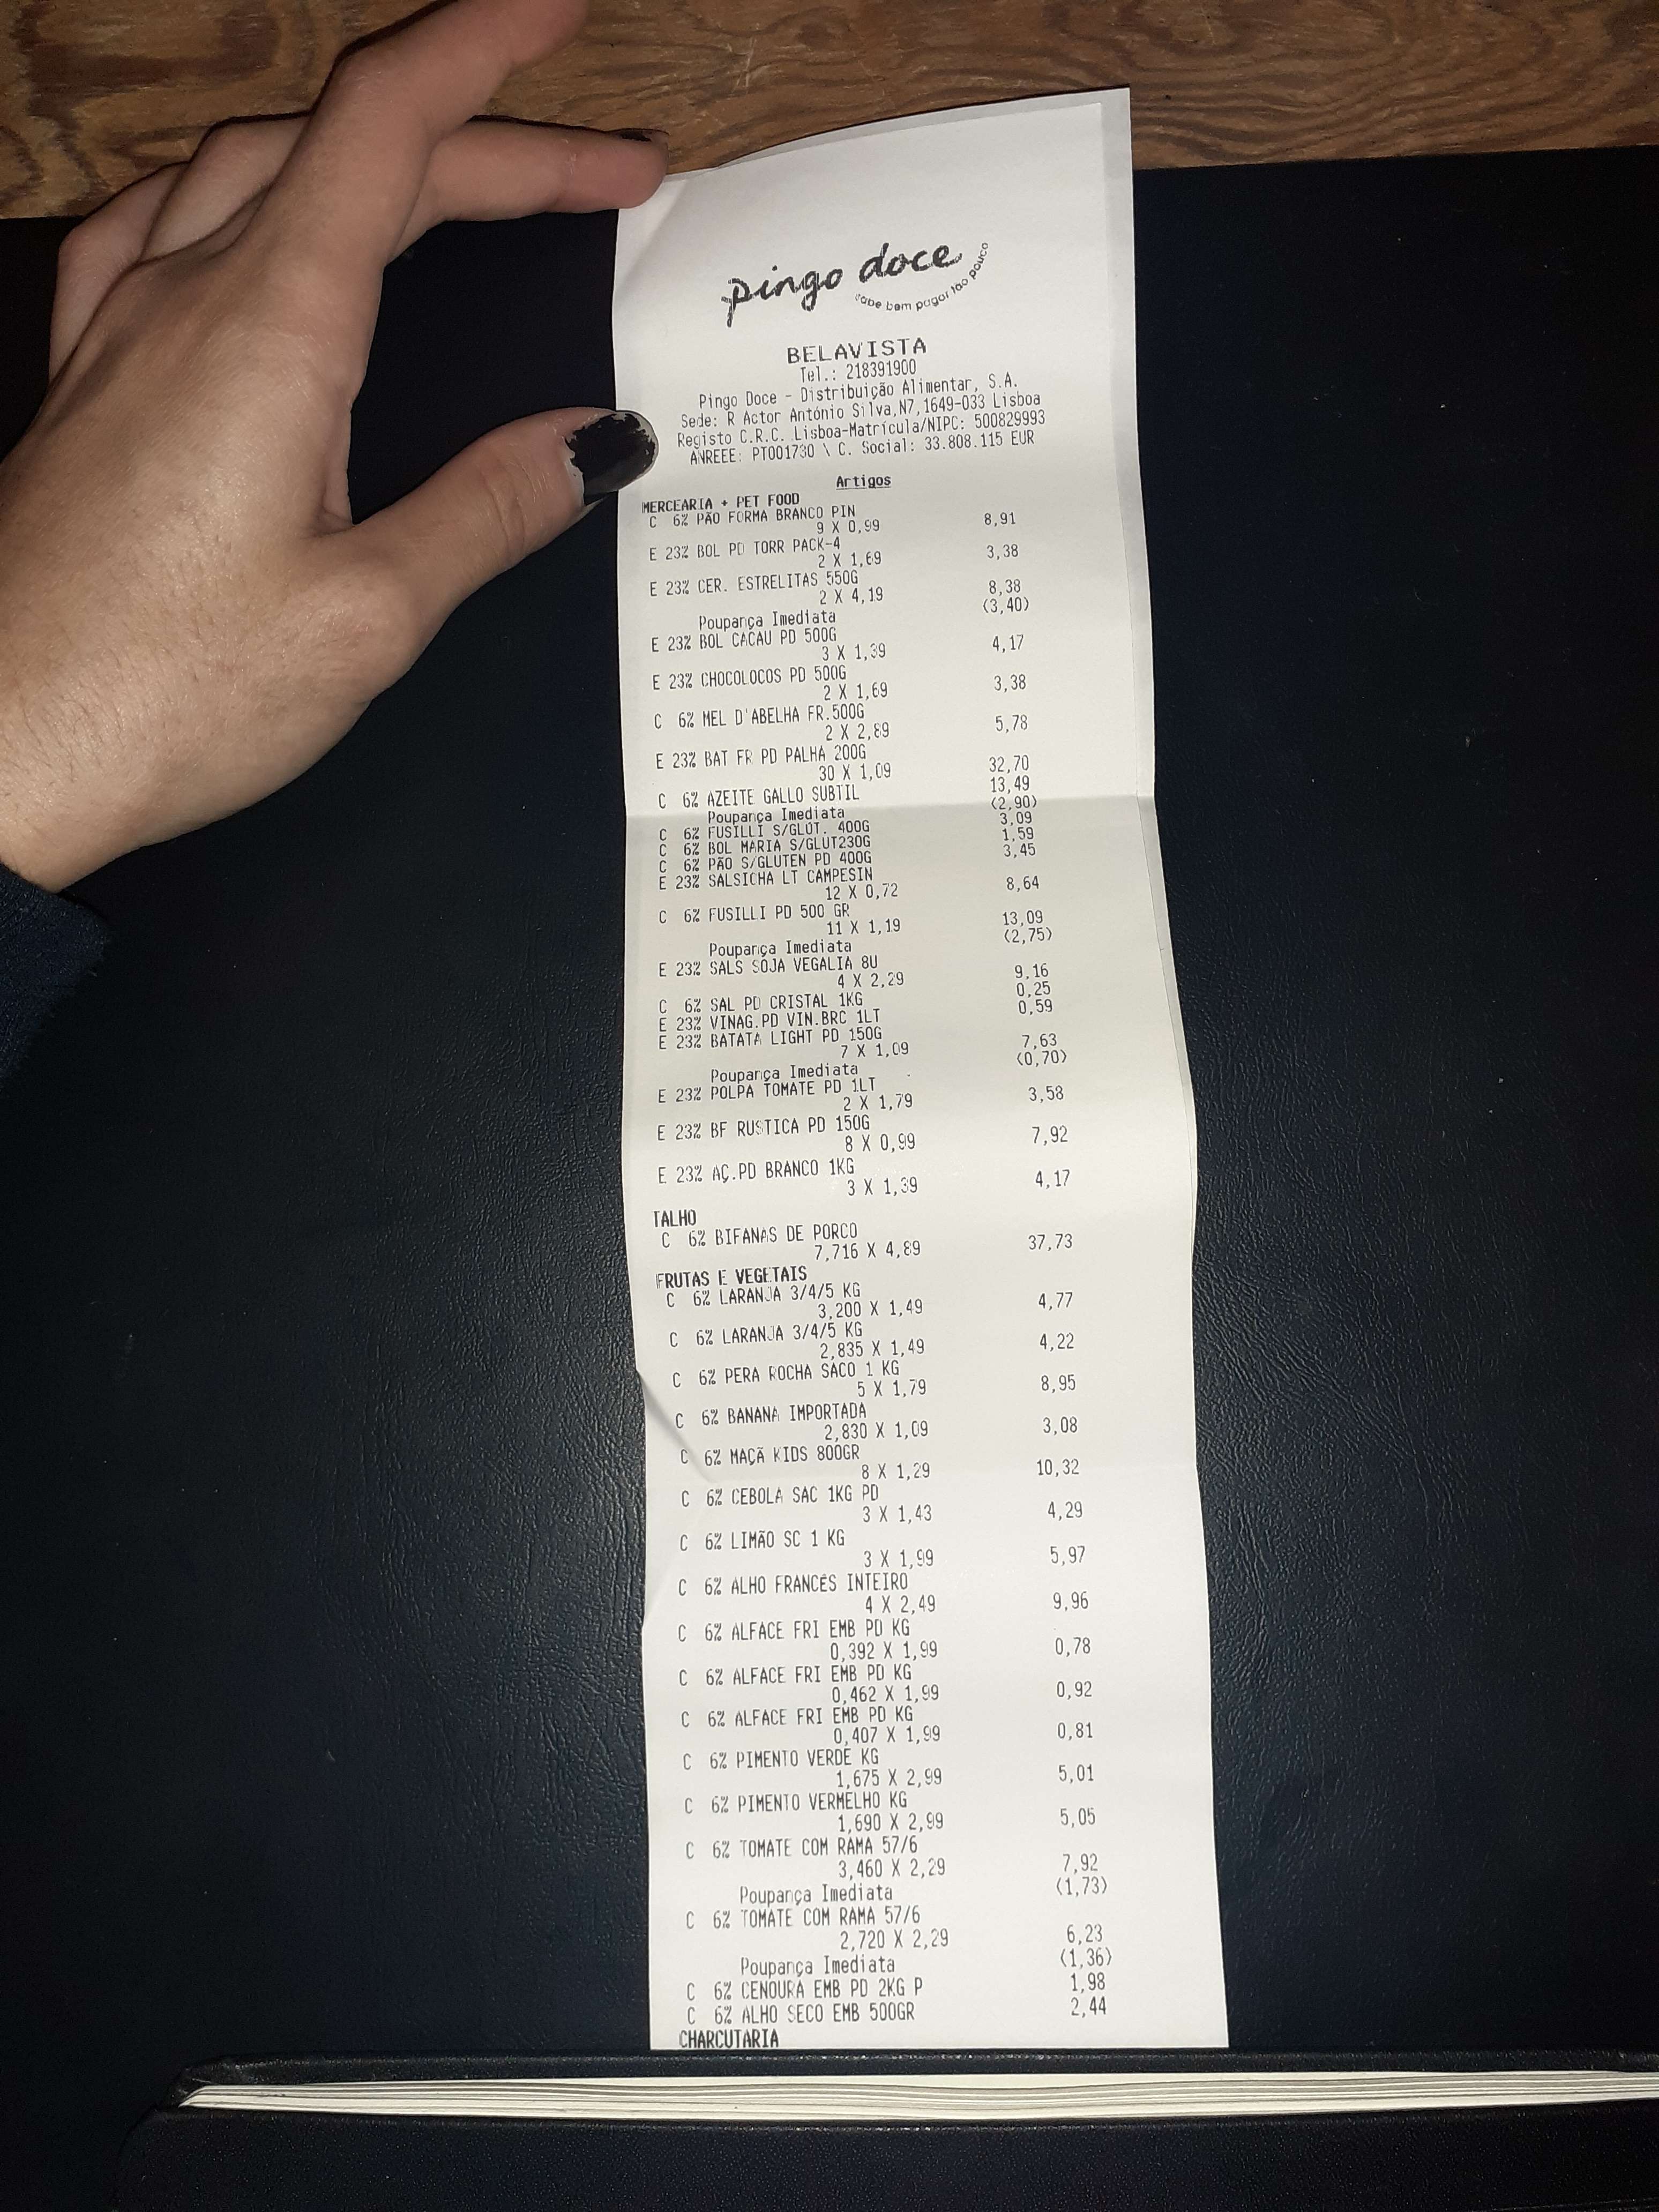 pingo doce
sabe bem pagar tão pouco
BELAVISTA
Tel.: 218391900
Pingo Doce - Distribuição Alimentar, S.A.
Sede: R Actor António Silva,N7,1649-033 Lisboa
Registo C.R.C. Lisboa-Matrícula/NIPC: 500829993
ANREEE: PT001730 \ C. Social: 33.808.115 EUR
Artigos
MERCEARIA + PET FOOD
C 6% PÃO FORMA BRANCO PIN
9 X 0,99 8,91
E 23% BOL PD TORR PACK-4
2 X 1,69 3,38
E 23% CER. ESTRELITAS 550G
2 X 4,19 8,38
Poupança Imediata (3,40)
E 23% BOL CACAU PD 500G
3 X 1,39 4,17
E 23% CHOCOLOCOS PD 500G
2 X 1,69 3,38
C 6% MEL D'ABELHA FR.500G
2 X 2,89 5,78
E 23% BAT FR PD PALHA 200G
30 X 1,09 32,70
C 6% AZEITE GALLO SUBTIL 13,49
Poupança Imediata (2,90)
C 6% FUSILLI S/GLÚT. 400G 3,09
C 6% BOL MARIA S/GLUT230G 1,59
C 6% PÃO S/GLUTEN PD 400G 3,45
E 23% SALSICHA LT CAMPESIN
12 X 0,72 8,64
C 6% FUSILLI PD 500 GR
11 X 1,19 13,09
Poupança Imediata (2,75)
E 23% SALS SOJA VEGALIA 8U
4 X 2,29 9,16
C 6% SAL PD CRISTAL 1KG 0,25
E 23% VINAG.PD VIN.BRC 1LT 0,59
E 23% BATATA LIGHT PD 150G
7 X 1,09 7,63
Poupança Imediata (0,70)
E 23% POLPA TOMATE PD 1LT
2 X 1,79 3,58
E 23% BF RUSTICA PD 150G
8 X 0,99 7,92
E 23% AÇ.PD BRANCO 1KG
3 X 1,39 4,17
TALHO
C 6% BIFANAS DE PORCO
7,716 X 4,89 37,73
FRUTAS E VEGETAIS
C 6% LARANJA 3/4/5 KG
3,200 X 1,49 4,77
C 6% LARANJA 3/4/5 KG
2,835 X 1,49 4,22
C 6% PERA ROCHA SACO 1 KG
5 X 1,79 8,95
C 6% BANANA IMPORTADA
2,830 X 1,09 3,08
C 6% MAÇÃ KIDS 800GR
8 X 1,29 10,32
C 6% CEBOLA SAC 1KG PD
3 X 1,43 4,29
C 6% LIMÃO SC 1 KG
3 X 1,99 5,97
C 6% ALHO FRANCÊS INTEIRO
4 X 2,49 9,96
C 6% ALFACE FRI EMB PD KG
0,392 X 1,99 0,78
C 6% ALFACE FRI EMB PD KG
0,462 X 1,99 0,92
C 6% ALFACE FRI EMB PD KG
0,407 X 1,99 0,81
C 6% PIMENTO VERDE KG
1,675 X 2,99 5,01
C 6% PIMENTO VERMELHO KG
1,690 X 2,99 5,05
C 6% TOMATE COM RAMA 57/6
3,460 X 2,29 7,92
Poupança Imediata (1,73)
C 6% TOMATE COM RAMA 57/6
2,720 X 2,29 6,23
Poupança Imediata (1,36)
C 6% CENOURA EMB PD 2KG P 1,98
C 6% ALHO SECO EMB 500GR 2,44
CHARCUTARIA